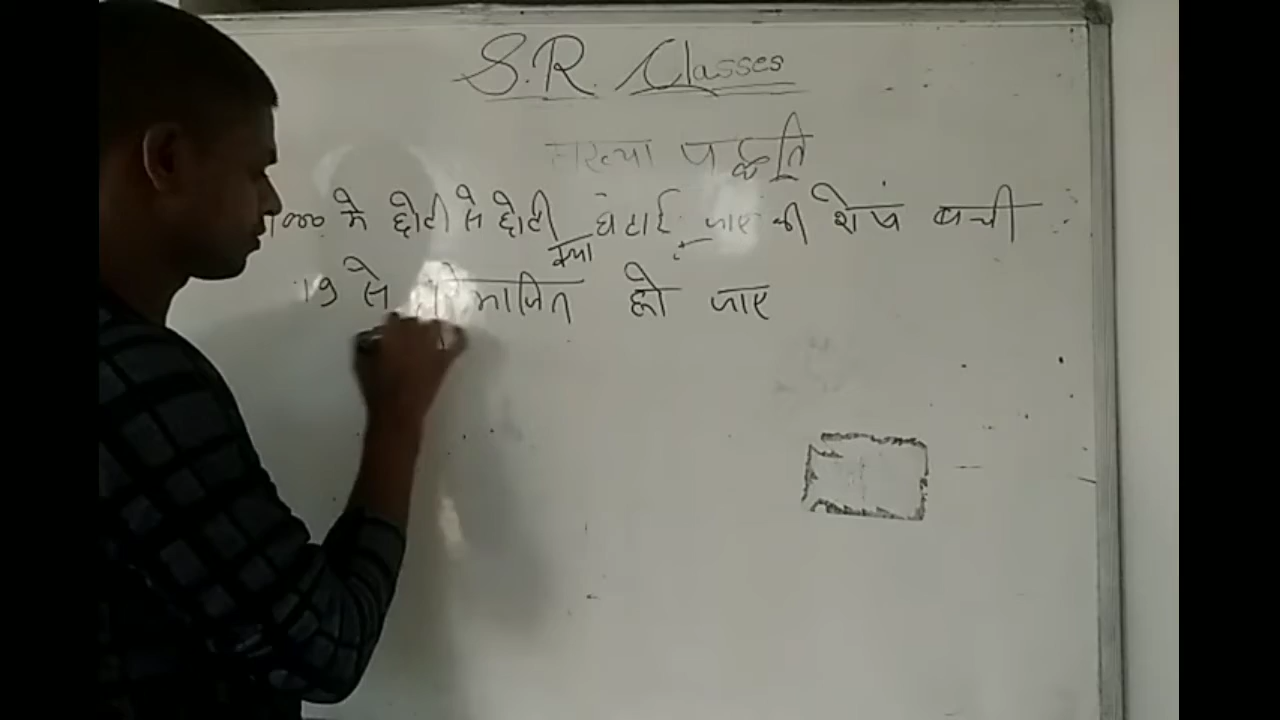 S.R. Classes
संख्या पद्धति
1000 में छोटी से छोटी क्या घटाई जाए की शेष बची
19 से विभाजित हो जाए